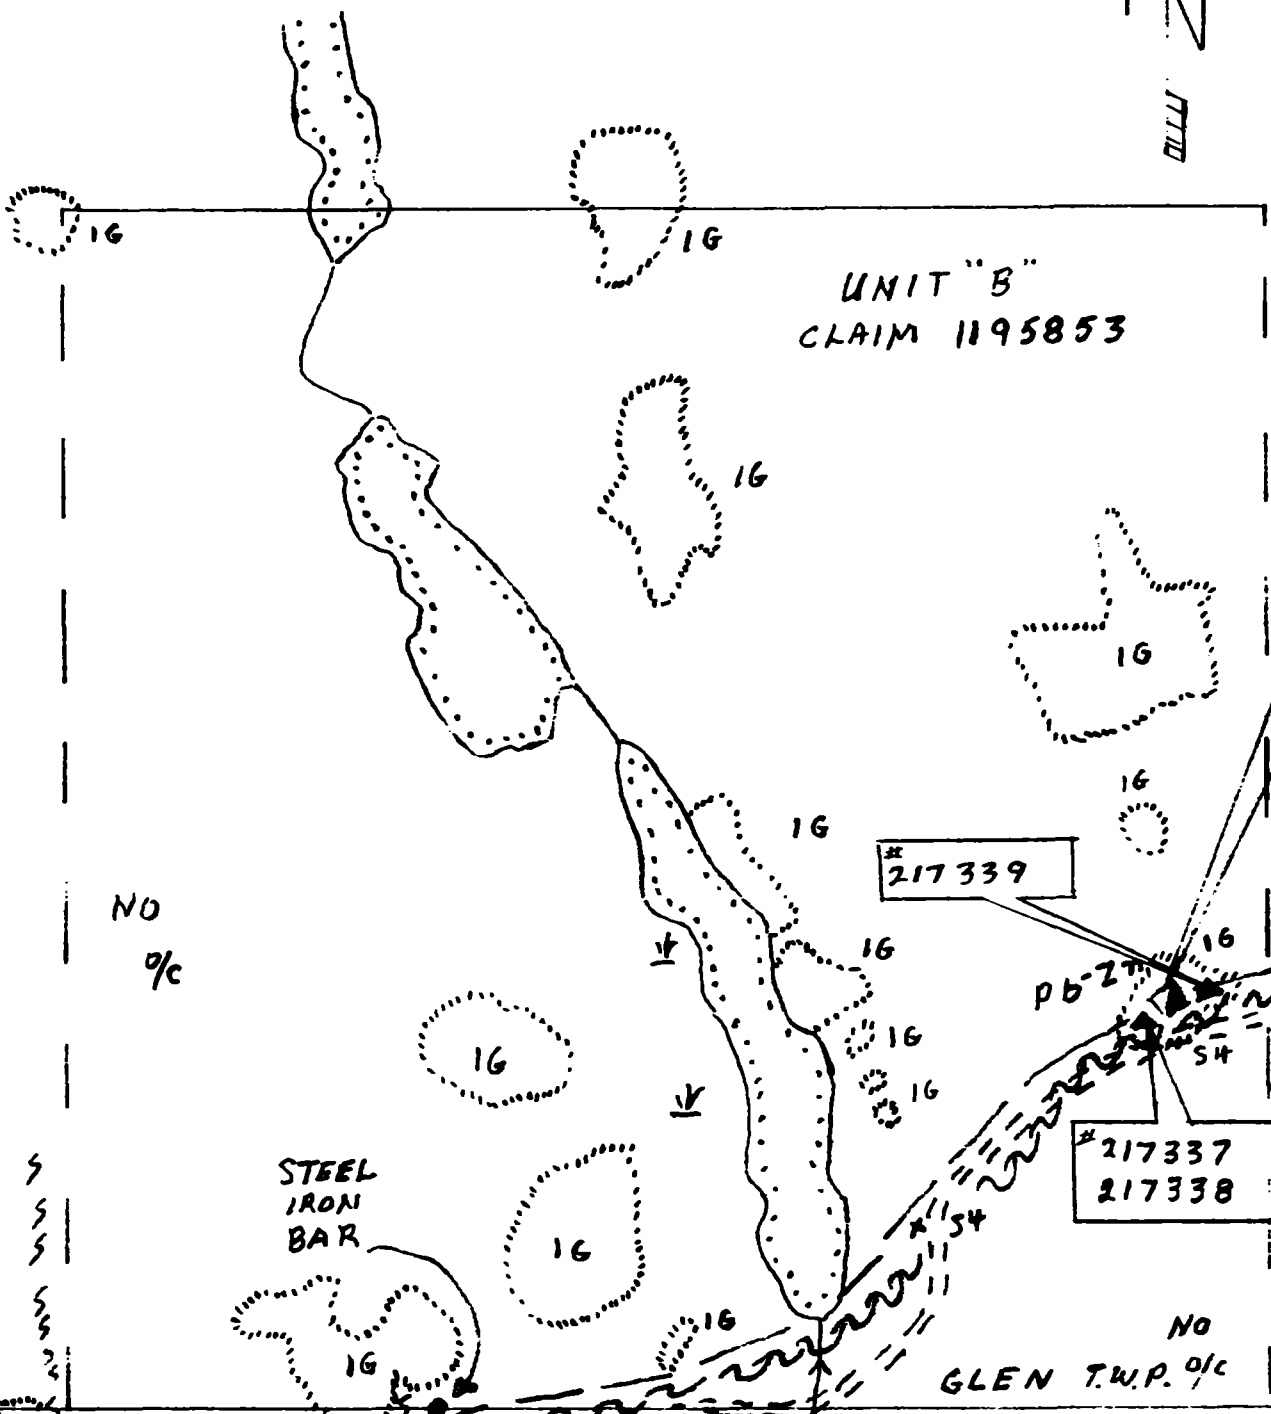 1G
1G
UNIT "B"
CLAIM 1195853
1G
1G
1G
1G
#
217339
NO
O/C
1G
1G
Pb-Zn
1G
1G
S4
1G
#217337
217338
STEEL
IRON
BAR
S4
1G
1G
1G
NO
O/C
GLEN T.W.P.